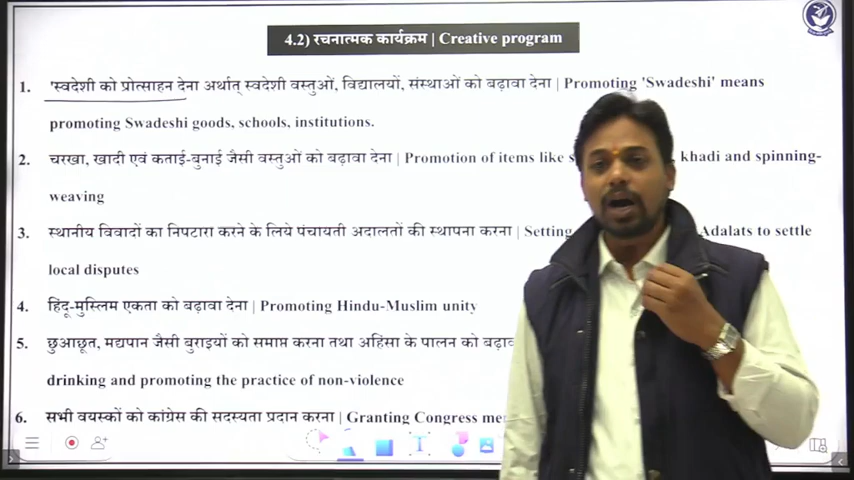 4.2) रचनात्मक कार्यक्रम | Creative program
1. 'स्वदेशी को प्रोत्साहन देना अर्थात् स्वदेशी वस्तुओं, विद्यालयों, संस्थाओं को बढ़ावा देना | Promoting 'Swadeshi' means
promoting Swadeshi goods, schools, institutions.
2. चरखा, खादी एवं कताई-बुनाई जैसी वस्तुओं को बढ़ावा देना | Promotion of items like khadi and spinning-
weaving
3. स्थानीय विवादों का निपटारा करने के लिये पंचायती अदालतों की स्थापना करना | Setting Adalats to settle
local disputes
4. हिंदू-मुस्लिम एकता को बढ़ावा देना | Promoting Hindu-Muslim unity
5. छुआछूत, मद्यपान जैसी बुराइयों को समाप्त करना तथा अहिंसा के पालन को
drinking and promoting the practice of non-violence
6. सभी वयस्कों को कांग्रेस की सदस्यता प्रदान करना | Granting Congress